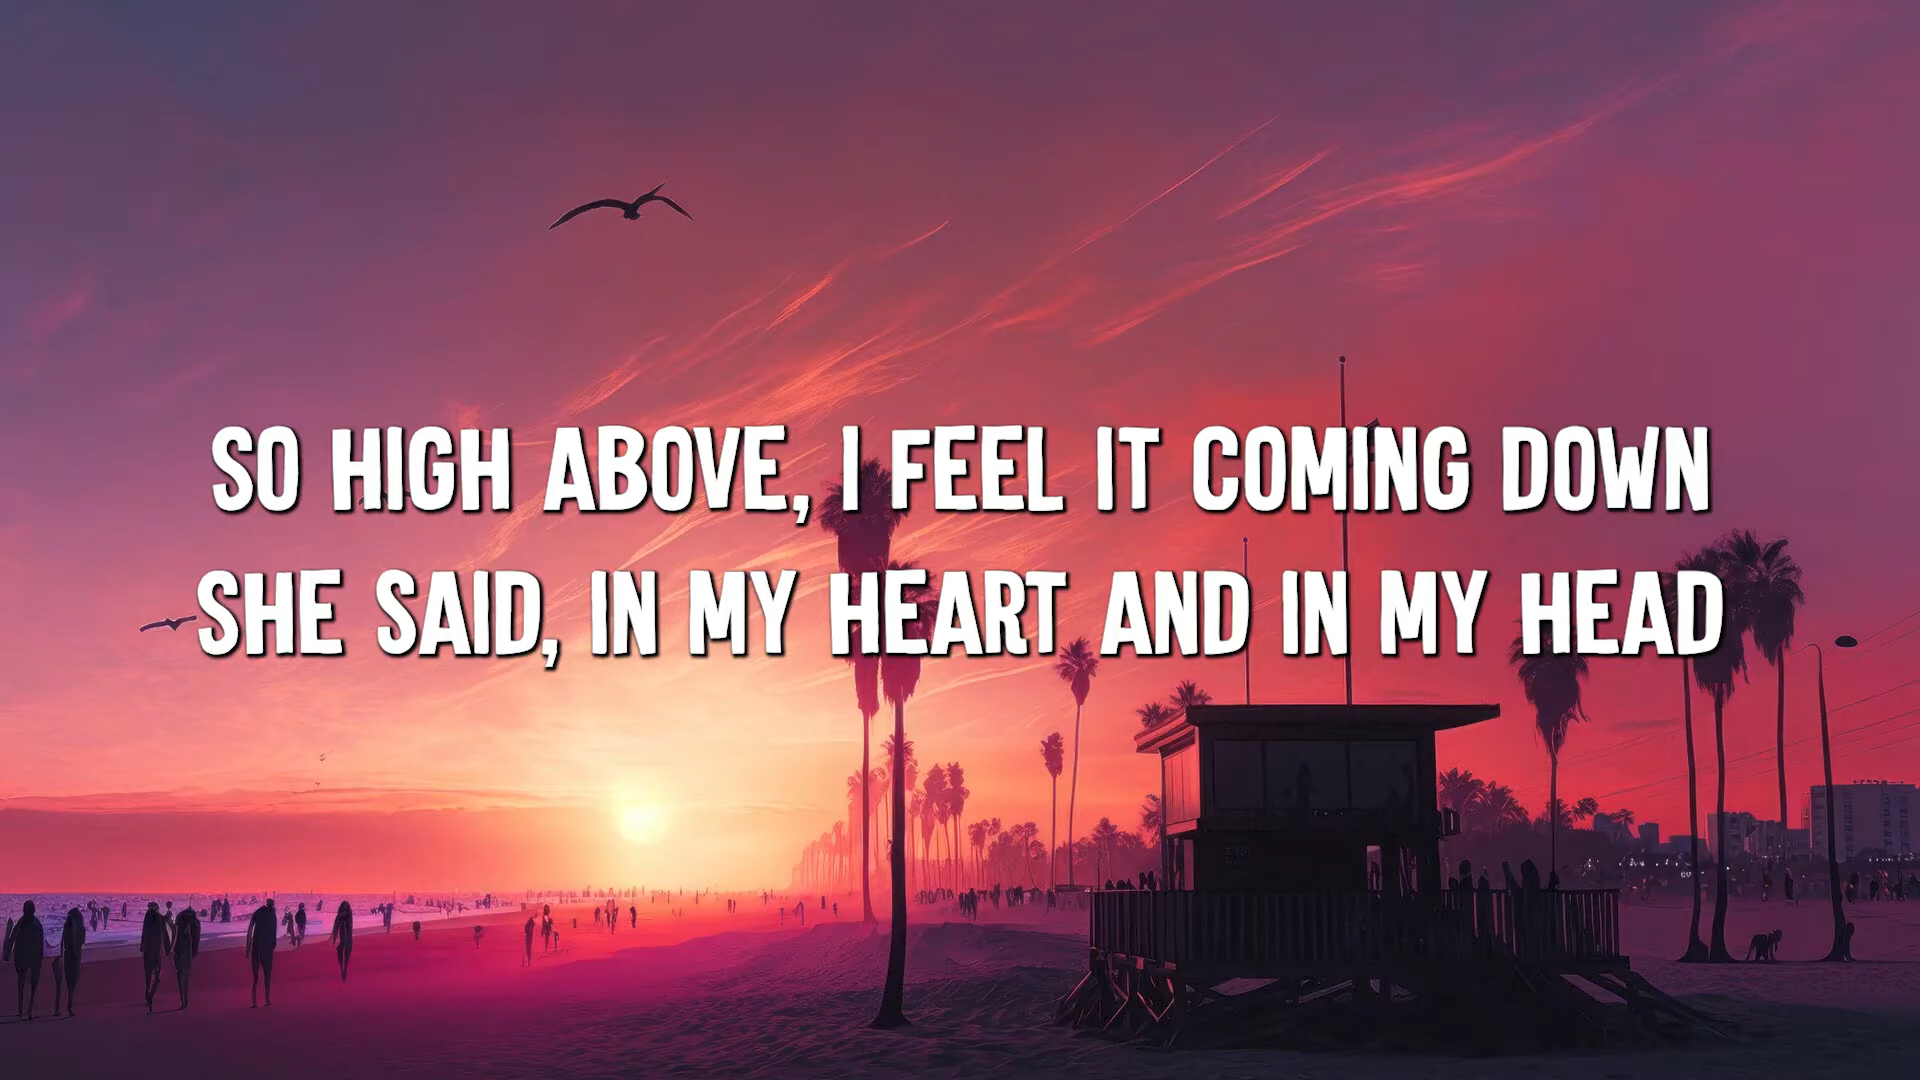 SO HIGH ABOVE, I FEEL IT COMING DOWN
SHE SAID, IN MY HEART AND IN MY HEAD